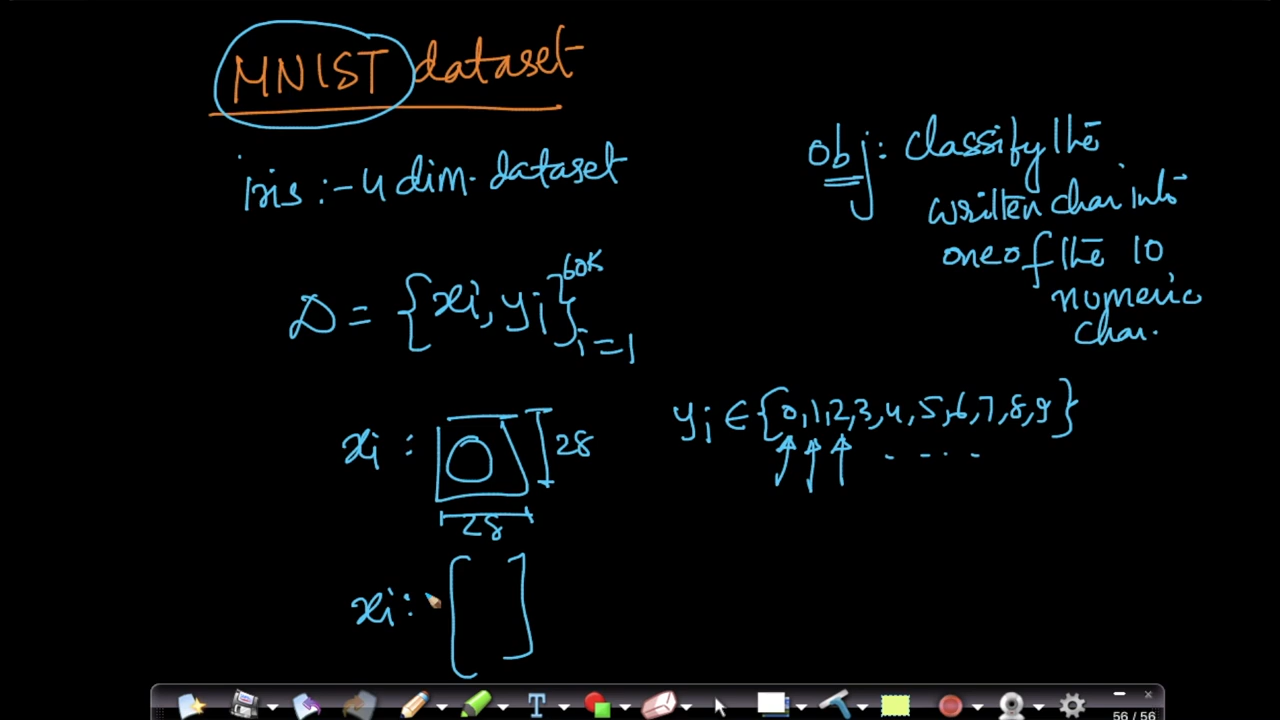 MNIST dataset
iris :- 4 dim. dataset
obj : classify the
written char into
one of the 10
numeric
char.
D = {xi, yi}^60K_i=1
xi : 28
28
yi ∈ {0,1,2,3,4,5,6,7,8,9}
xi : [ ]
56 / 56